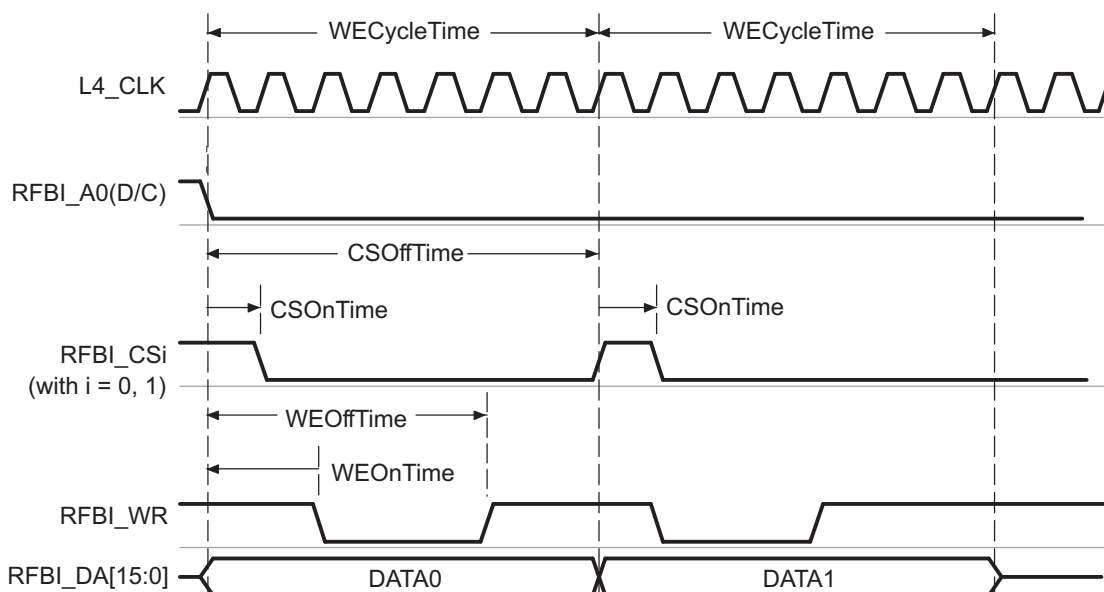 WECycleTime WECycleTime
L4_CLK
RFBI_A0(D/C)
CSOffTime
CSOnTime CSOnTime
RFBI_CSi
(with i = 0, 1)
WEOffTime
WEOnTime
RFBI_WR
RFBI_DA[15:0] DATA0 DATA1